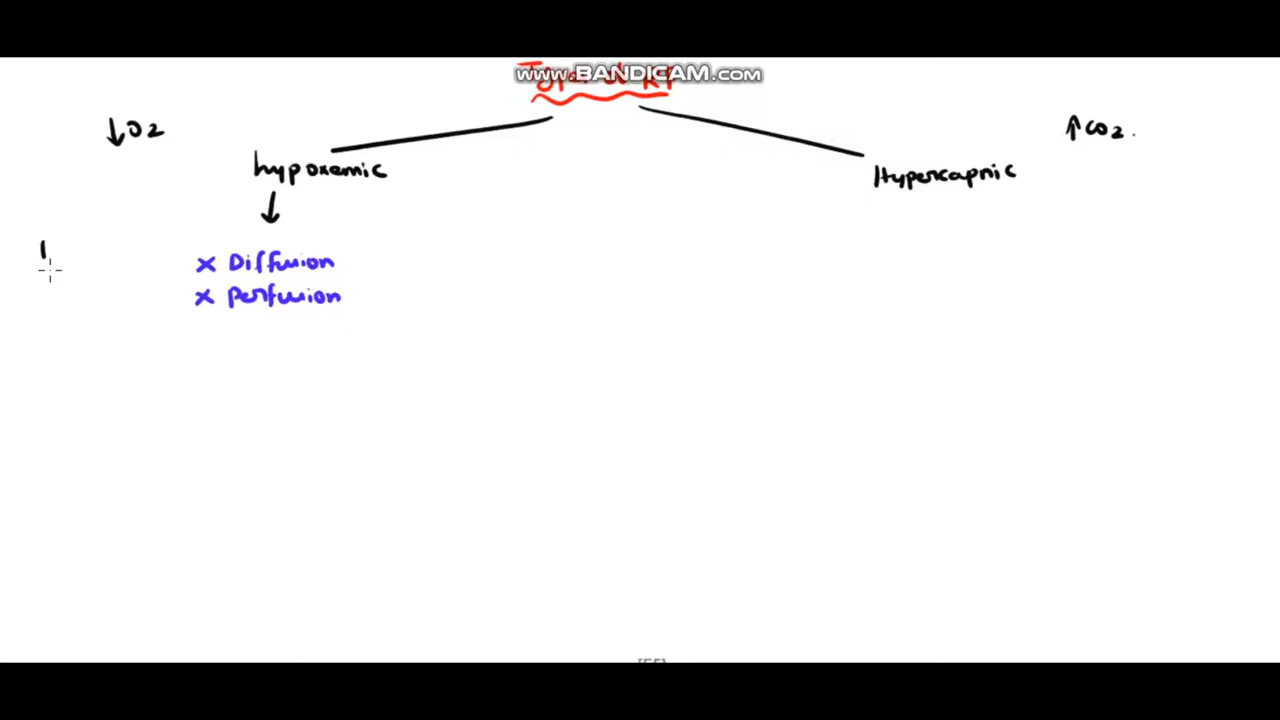 www.BANDICAM.com
↓O2
↑CO2.
hypoxemic
Hypercapnic
↓
x Diffusion
x Perfusion